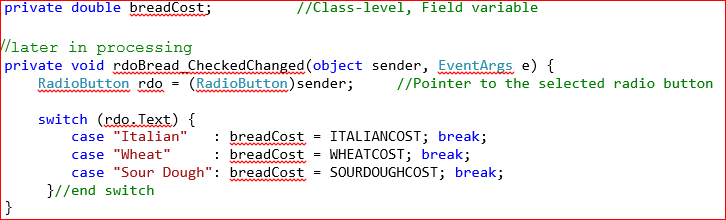 private double breadCost;          //Class-level, Field variable
//later in processing
private void rdoBread_CheckedChanged(object sender, EventArgs e) {
    RadioButton rdo = (RadioButton)sender;     //Pointer to the selected radio button
    switch (rdo.Text) {
        case "Italian"   : breadCost = ITALIANCOST; break;
        case "Wheat"     : breadCost = WHEATCOST; break;
        case "Sour Dough": breadCost = SOURDOUGHCOST; break;
     }//end switch
}